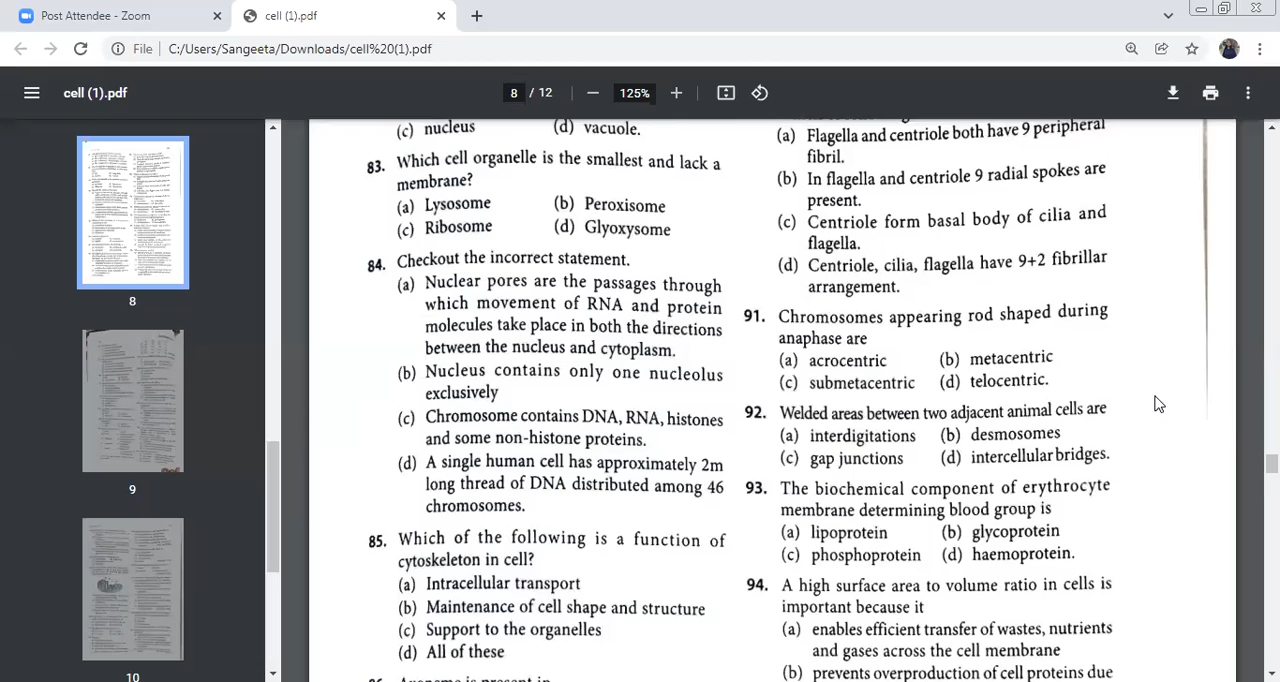 Post Attendee - Zoom
cell (1).pdf
File
C:/Users/Sangeeta/Downloads/cell%20(1).pdf
cell (1).pdf
8 / 12
125%
8
9
10
(c) nucleus (d) vacuole.
83. Which cell organelle is the smallest and lack a
membrane?
(a) Lysosome (b) Peroxisome
(c) Ribosome (d) Glyoxysome
84. Checkout the incorrect statement.
(a) Nuclear pores are the passages through
which movement of RNA and protein
molecules take place in both the directions
between the nucleus and cytoplasm.
(b) Nucleus contains only one nucleolus
exclusively
(c) Chromosome contains DNA, RNA, histones
and some non-histone proteins.
(d) A single human cell has approximately 2m
long thread of DNA distributed among 46
chromosomes.
85. Which of the following is a function of
cytokeleton in cell?
(a) Intracellular transport
(b) Maintenance of cell shape and structure
(c) Support to the organelles
(d) All of these
present in
(a) Flagella and centriole both have 9 peripheral
fibril.
(b) In flagella and centriole 9 radial spokes are
present.
(c) Centriole form basal body of cilia and
flagella.
(d) Centriole, cilia, flagella have 9+2 fibrillar
arrangement.
91. Chromosomes appearing rod shaped during
anaphase are
(a) acrocentric (b) metacentric
(c) submetacentric (d) telocentric.
92. Welded areas between two adjacent animal cells are
(a) interdigitations (b) desmosomes
(c) gap junctions (d) intercellular bridges.
93. The biochemical component of erythrocyte
membrane determining blood group is
(a) lipoprotein (b) glycoprotein
(c) phosphoprotein (d) haemoprotein.
94. A high surface area to volume ratio in cells is
important because it
(a) enables efficient transfer of wastes, nutrients
and gases across the cell membrane
(b) prevents overproduction of cell proteins due